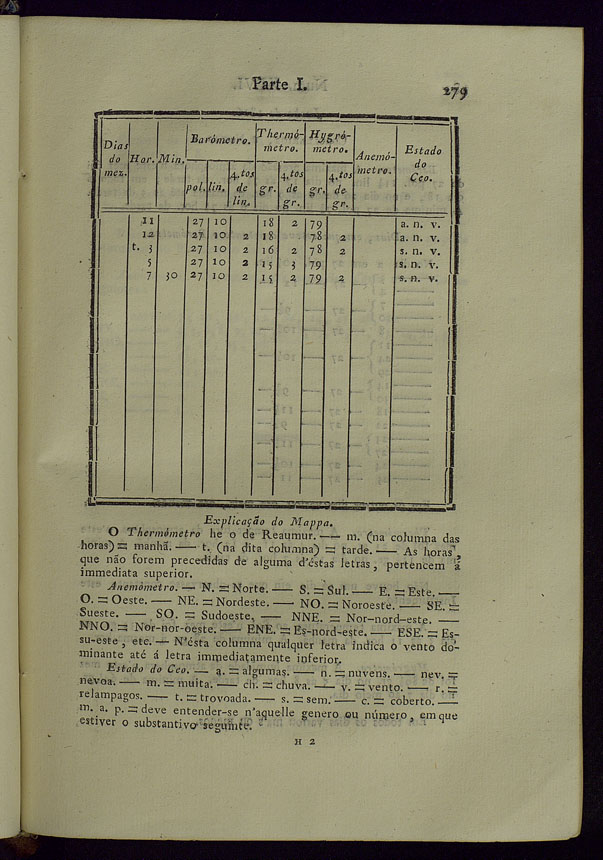 Parte I. 279
Dias do mez. Hor. Min. Barómetro. Thermómetro. Hygrómetro. Anemómetro. Estado do Ceo.
pol. lin. 4.tos de lin. gr. 4.tos de gr. gr. 4.tos de gr.
11 27 10 18 2 79 a. n. v.
12 27 10 2 18 78 2 a. n. v.
t. 3 27 10 2 16 2 78 2 s. n. v.
5 27 10 2 15 3 79 s. n. v.
7 30 27 10 2 15 2 79 2 s. n. v.
Explicação do Mappa.
O Thermómetro he o de Reaumur. — m. (na columna das
horas) = manhã. — t. (na dita columna) = tarde. — As horas,
que não forem precedidas de alguma d'éstas letras, pertencem á
immediata superior.
Anemómetro. — N. = Norte. — S. = Sul. — E. = Este. —
O. = Oeste. — NE. = Nordeste. — NO. = Noroeste. — SE. =
Sueste. — SO. = Sudoeste, — NNE. = Nor-nord-este. —
NNO. = Nor-nor-oeste. — ENE. = Es-nord-este. — ESE. = Es-
su-este, etc. — N'ésta columna qualquer letra indica o vento do-
minante até á letra immediatamente inferior.
Estado do Ceo. — a. = algumas. — n. = nuvens. — nev. =
nevoa. — m. = muita. — ch. = chuva. — v. = vento. — r. =
relampagos. — t. = trovoada. — s. = sem. — c. = coberto. —
m. a. p. = deve entender-se n'aquelle genero ou número, em que
estiver o substantivo seguinte.
H 2